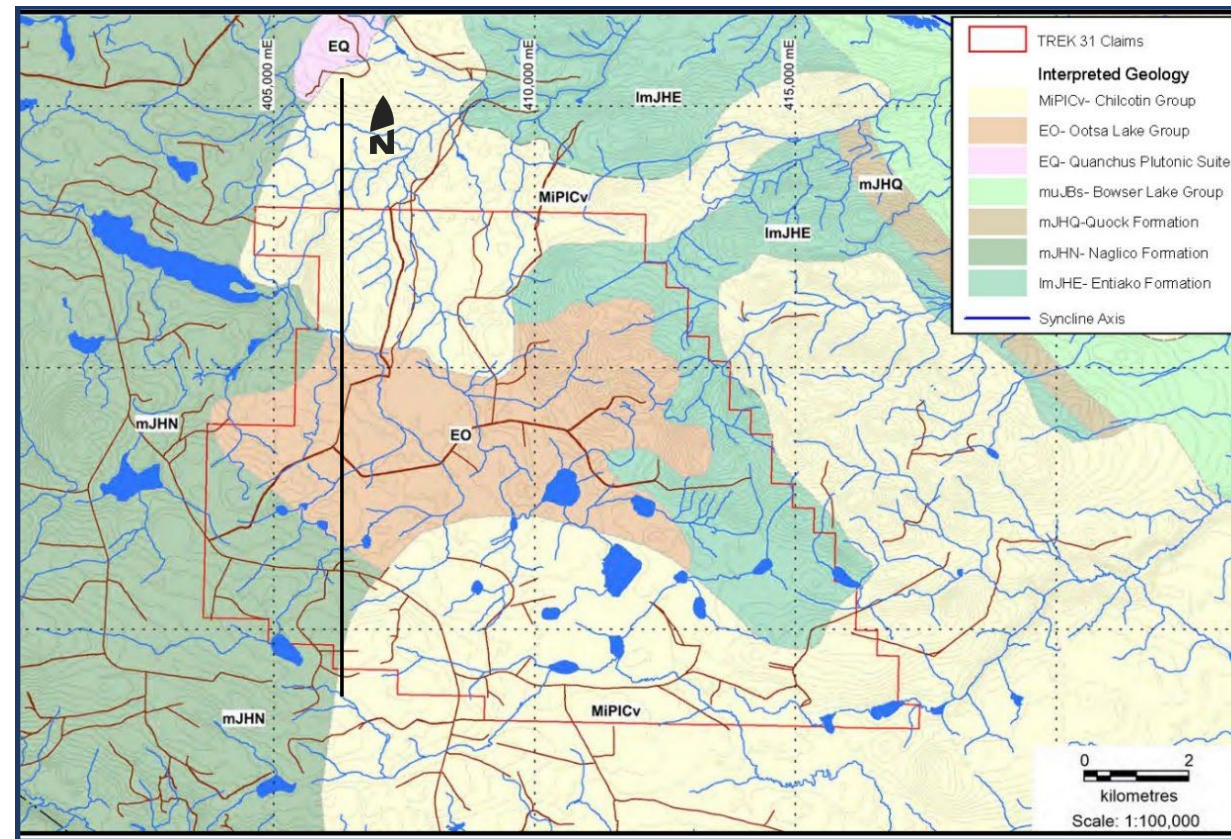 EQ
405,000 mE
410,000 mE
415,000 mE
N
lmJHE
mJHQ
MiPlCv
lmJHE
mJHN
EO
mJHN
MiPlCv
TREK 31 Claims
Interpreted Geology
MiPlCv- Chilcotin Group
EO- Ootsa Lake Group
EQ- Quanchus Plutonic Suite
muJBs- Bowser Lake Group
mJHQ-Quock Formation
mJHN- Naglico Formation
lmJHE- Entiako Formation
Syncline Axis
0 2
kilometres
Scale: 1:100,000